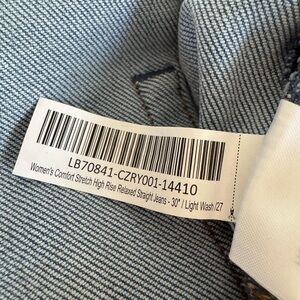 LB70841-CZRY001-14410
Women's Comfort Stretch High Rise Relaxed Straight Jeans - 30" / Light Wash /27